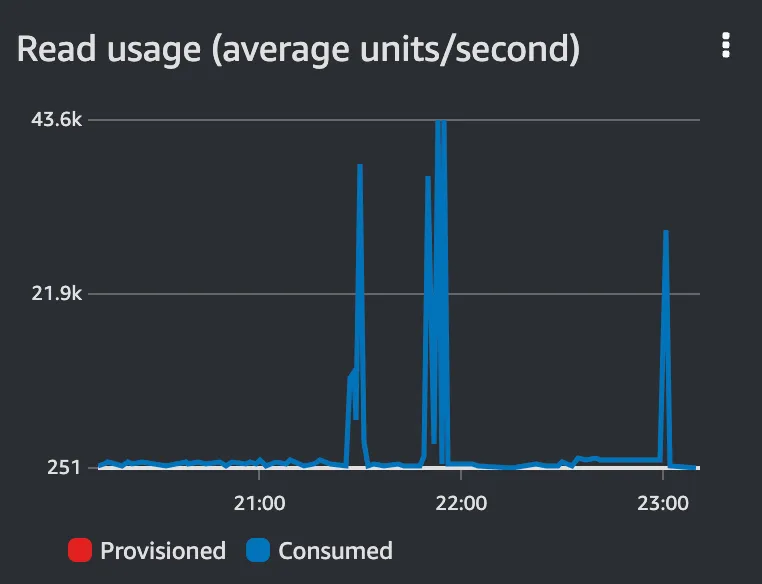 Read usage (average units/second)
43.6k
21.9k
251
21:00 22:00 23:00
Provisioned Consumed